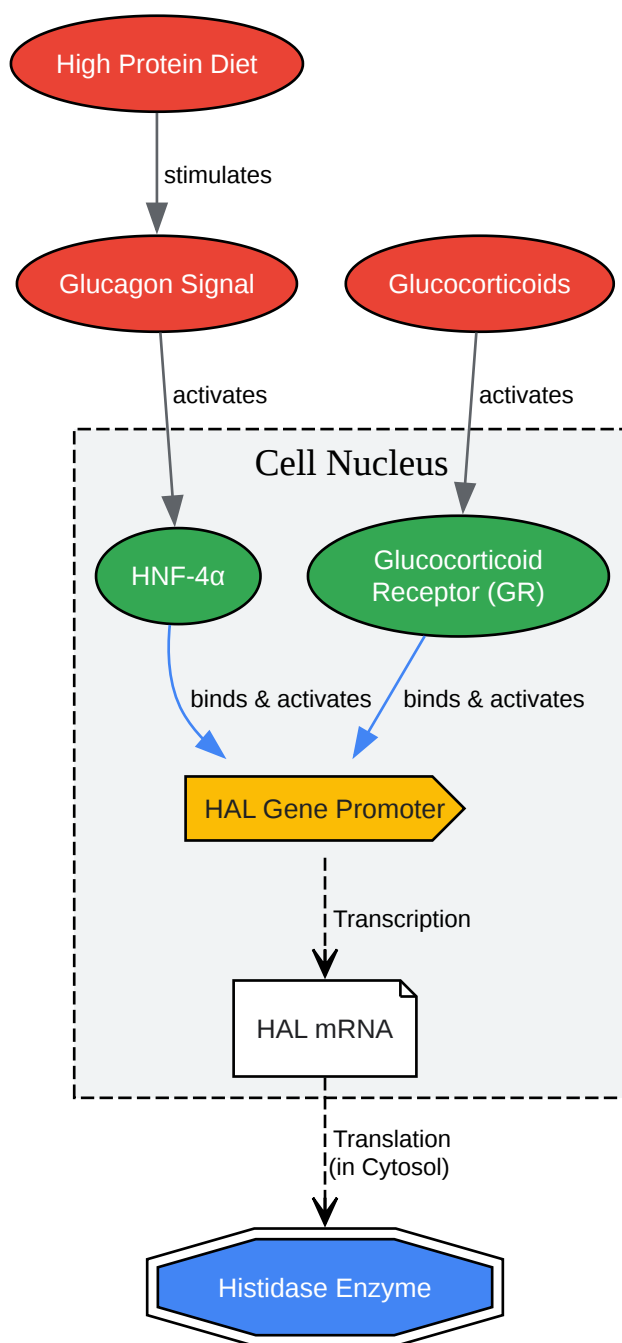 High Protein Diet
stimulates
Glucagon Signal
Glucocorticoids
activates
activates
Cell Nucleus
HNF-4α
Glucocorticoid
Receptor (GR)
binds & activates
binds & activates
HAL Gene Promoter
Transcription
HAL mRNA
Translation
(in Cytosol)
Histidase Enzyme